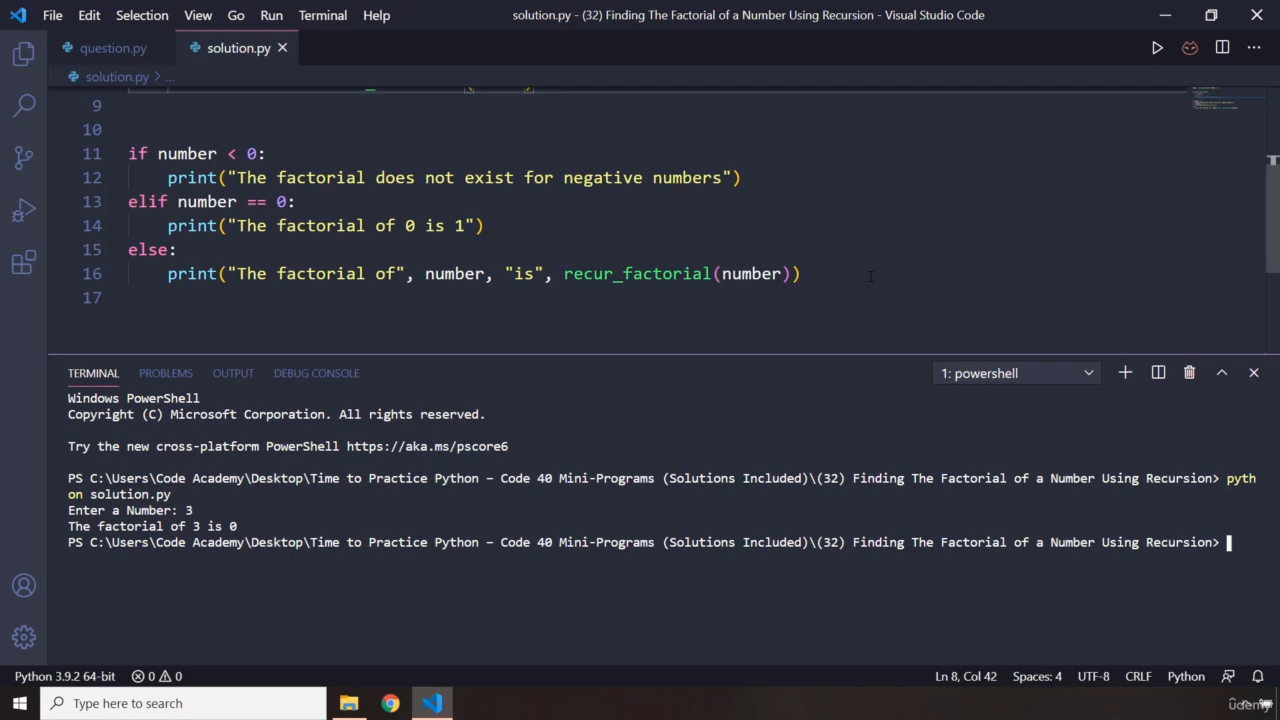 File Edit Selection View Go Run Terminal Help
solution.py - (32) Finding The Factorial of a Number Using Recursion - Visual Studio Code
question.py solution.py
solution.py > ...
9
10
11 if number < 0:
12 print("The factorial does not exist for negative numbers")
13 elif number == 0:
14 print("The factorial of 0 is 1")
15 else:
16 print("The factorial of", number, "is", recur_factorial(number))
17
TERMINAL PROBLEMS OUTPUT DEBUG CONSOLE
1: powershell
Windows PowerShell
Copyright (C) Microsoft Corporation. All rights reserved.
Try the new cross-platform PowerShell https://aka.ms/pscore6
PS C:\Users\Code Academy\Desktop\Time to Practice Python – Code 40 Mini-Programs (Solutions Included)\(32) Finding The Factorial of a Number Using Recursion> pyth
on solution.py
Enter a Number: 3
The factorial of 3 is 0
PS C:\Users\Code Academy\Desktop\Time to Practice Python – Code 40 Mini-Programs (Solutions Included)\(32) Finding The Factorial of a Number Using Recursion>
Python 3.9.2 64-bit 0 0 Ln 8, Col 42 Spaces: 4 UTF-8 CRLF Python
Type here to search
udemy